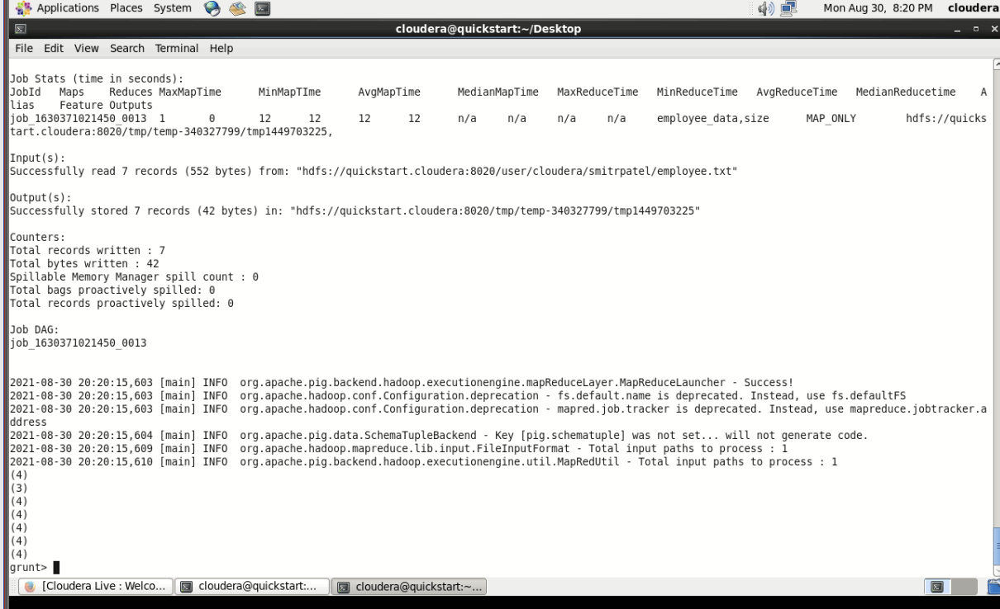 Applications Places System Mon Aug 30, 8:20 PM cloudera
cloudera@quickstart:~/Desktop
File Edit View Search Terminal Help
Job Stats (time in seconds):
JobId Maps Reduces MaxMapTime MinMapTIme AvgMapTime MedianMapTime MaxReduceTime MinReduceTime AvgReduceTime MedianReducetime A
lias Feature Outputs
job_1630371021450_0013 1 0 12 12 12 12 n/a n/a n/a n/a employee_data,size MAP_ONLY hdfs://quicks
tart.cloudera:8020/tmp/temp-340327799/tmp1449703225,
Input(s):
Successfully read 7 records (552 bytes) from: "hdfs://quickstart.cloudera:8020/user/cloudera/smitrpatel/employee.txt"
Output(s):
Successfully stored 7 records (42 bytes) in: "hdfs://quickstart.cloudera:8020/tmp/temp-340327799/tmp1449703225"
Counters:
Total records written : 7
Total bytes written : 42
Spillable Memory Manager spill count : 0
Total bags proactively spilled: 0
Total records proactively spilled: 0
Job DAG:
job_1630371021450_0013
2021-08-30 20:20:15,603 [main] INFO org.apache.pig.backend.hadoop.executionengine.mapReduceLayer.MapReduceLauncher - Success!
2021-08-30 20:20:15,603 [main] INFO org.apache.hadoop.conf.Configuration.deprecation - fs.default.name is deprecated. Instead, use fs.defaultFS
2021-08-30 20:20:15,603 [main] INFO org.apache.hadoop.conf.Configuration.deprecation - mapred.job.tracker is deprecated. Instead, use mapreduce.jobtracker.a
ddress
2021-08-30 20:20:15,604 [main] INFO org.apache.pig.data.SchemaTupleBackend - Key [pig.schematuple] was not set... will not generate code.
2021-08-30 20:20:15,609 [main] INFO org.apache.hadoop.mapreduce.lib.input.FileInputFormat - Total input paths to process : 1
2021-08-30 20:20:15,610 [main] INFO org.apache.pig.backend.hadoop.executionengine.util.MapRedUtil - Total input paths to process : 1
(4)
(3)
(4)
(4)
(4)
(4)
(4)
grunt>
[Cloudera Live : Welco... cloudera@quickstart:... cloudera@quickstart:~...